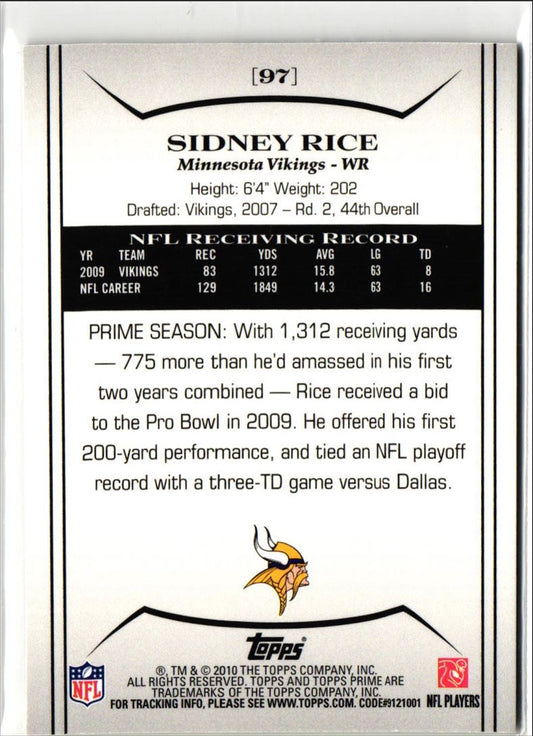 [97]
SIDNEY RICE
Minnesota Vikings - WR
Height: 6'4" Weight: 202
Drafted: Vikings, 2007 – Rd. 2, 44th Overall
NFL RECEIVING RECORD
YR TEAM REC YDS AVG LG TD
2009 VIKINGS 83 1312 15.8 63 8
NFL CAREER 129 1849 14.3 63 16
PRIME SEASON: With 1,312 receiving yards
— 775 more than he'd amassed in his first
two years combined — Rice received a bid
to the Pro Bowl in 2009. He offered his first
200-yard performance, and tied an NFL playoff
record with a three-TD game versus Dallas.
Topps®
®, TM & © 2010 THE TOPPS COMPANY, INC.
ALL RIGHTS RESERVED. TOPPS AND TOPPS PRIME ARE
TRADEMARKS OF THE TOPPS COMPANY, INC.
FOR TRACKING INFO, PLEASE SEE WWW.TOPPS.COM. CODE#9121001
NFL
NFL PLAYERS